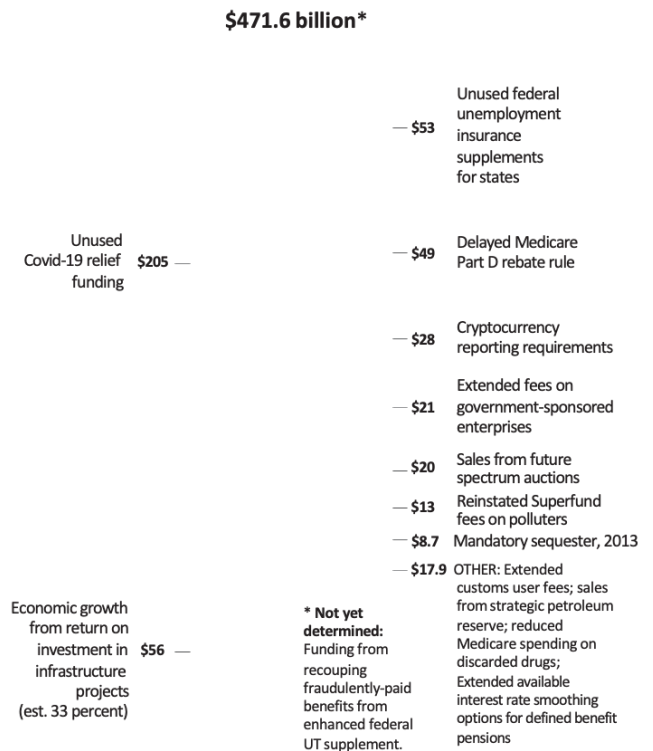 $471.6 billion*
Unused
Covid-19 relief $205
funding
Economic growth
from return on
investment in $56
infrastructure
projects
(est. 33 percent)
Unused federal
unemployment
$53 insurance
supplements
for states
$49 Delayed Medicare
Part D rebate rule
$28 Cryptocurrency
reporting requirements
Extended fees on
$21 government-sponsored
enterprises
$20 Sales from future
spectrum auctions
$13 Reinstated Superfund
fees on polluters
$8.7 Mandatory sequester, 2013
$17.9 OTHER: Extended
customs user fees; sales
from strategic petroleum
reserve; reduced
Medicare spending on
discarded drugs;
Extended available
interest rate smoothing
options for defined benefit
pensions
* Not yet
determined:
Funding from
recouping
fraudulently-paid
benefits from
enhanced federal
UT supplement.